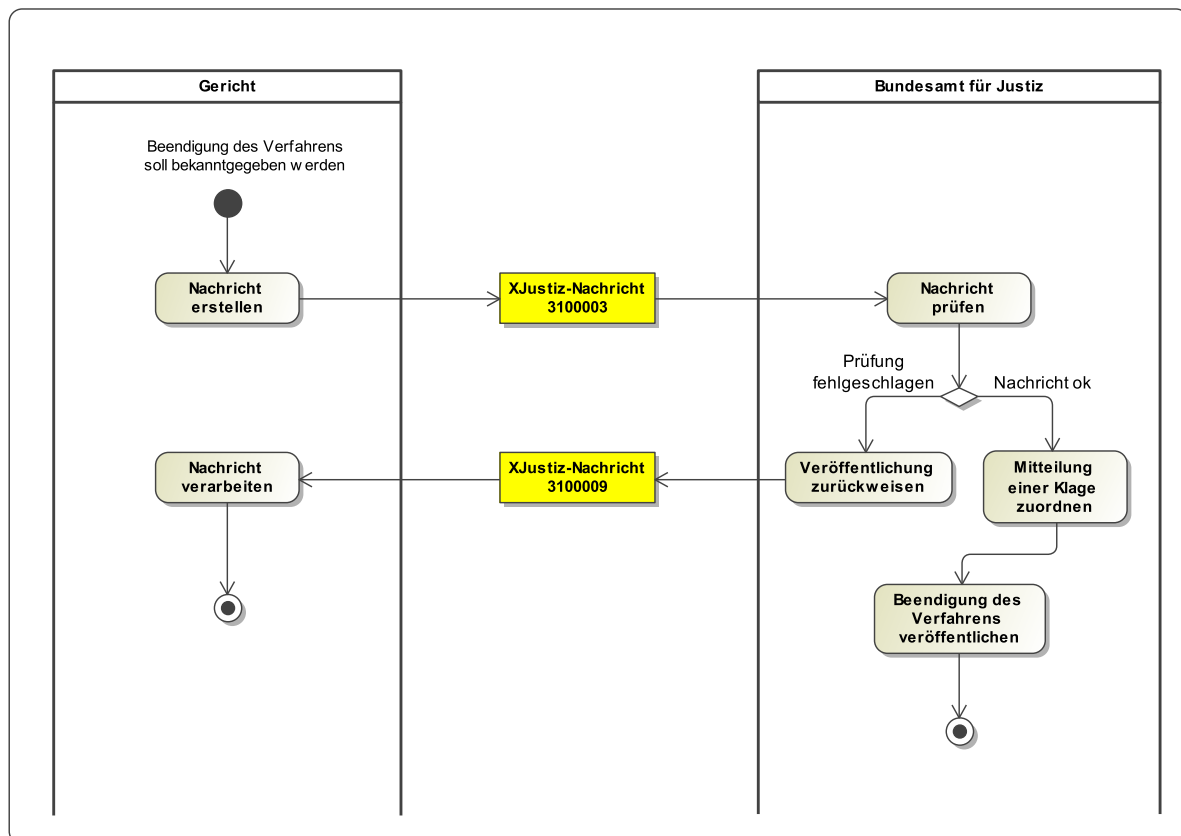 Gericht
Bundesamt für Justiz
Beendigung des Verfahrens
soll bekanntgegeben werden
Nachricht
erstellen
XJustiz-Nachricht
3100003
Nachricht
prüfen
Prüfung
fehlgeschlagen
Nachricht ok
Nachricht
verarbeiten
XJustiz-Nachricht
3100009
Veröffentlichung
zurückweisen
Mitteilung
einer Klage
zuordnen
Beendigung des
Verfahrens
veröffentlichen